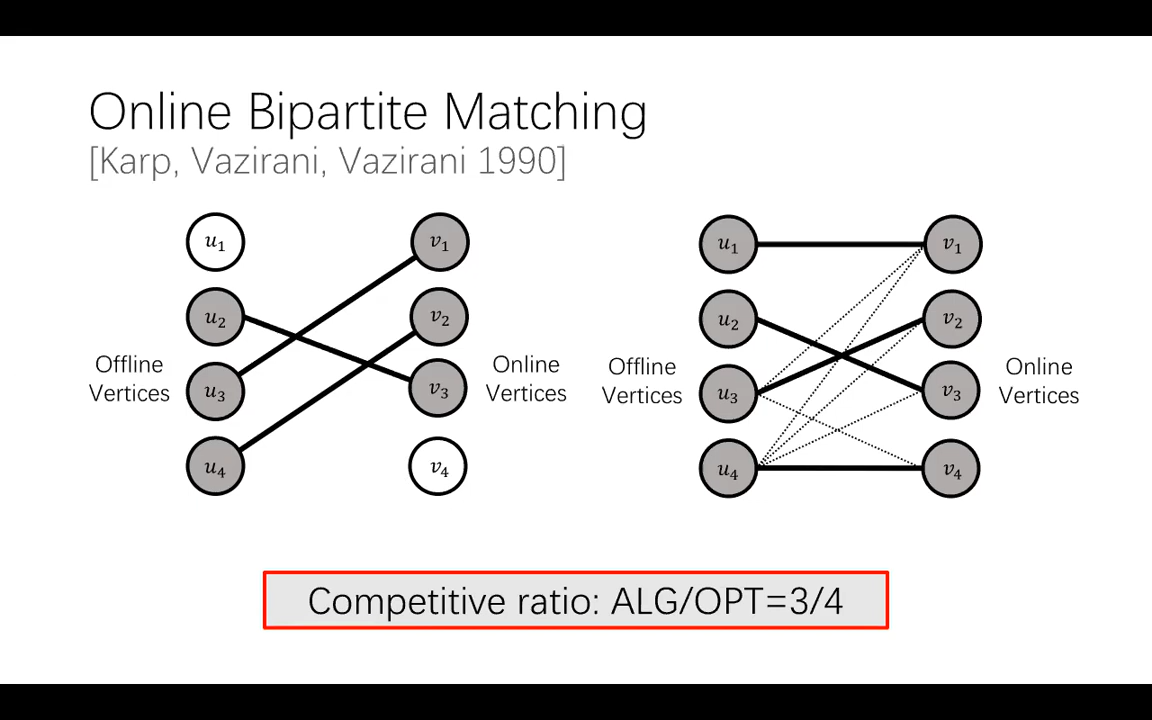 Online Bipartite Matching
[Karp, Vazirani, Vazirani 1990]
u₁
v₁
u₂
v₂
Offline
Vertices
u₃
v₃
Online
Vertices
u₄
v₄
u₁
v₁
u₂
v₂
Offline
Vertices
u₃
v₃
Online
Vertices
u₄
v₄
Competitive ratio: ALG/OPT=3/4